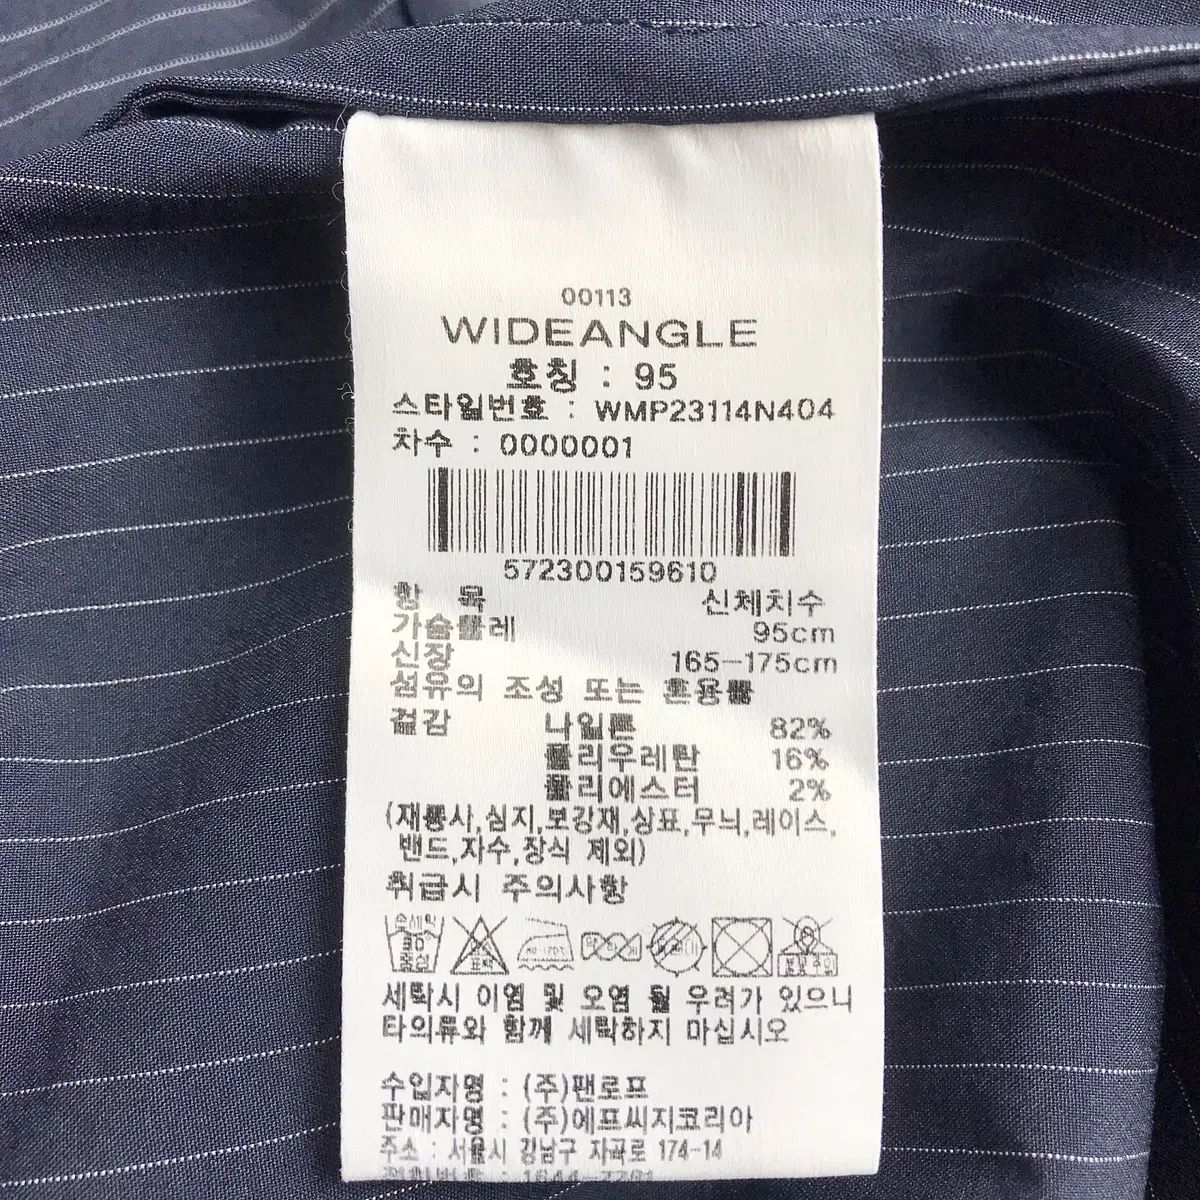 00113
WIDEANGLE
호칭 : 95
스타일번호 : WMP23114N404
차수 : 0000001
572300159610
항 목 신체치수
가슴둘레 95cm
신장 165-175cm
섬유의 조성 또는 혼용률
겉감 나일론 82%
폴리우레탄 16%
폴리에스터 2%
(재봉사,심지,보강재,상표,무늬,레이스,
밴드,자수,장식 제외)
취급시 주의사항
손세탁
30°
중성
세탁시 이염 및 오염 될 우려가 있으니
타의류와 함께 세탁하지 마십시오
수입자명 : (주)팬로프
판매자명 : (주)에프씨지코리아
주소 : 서울시 강남구 자곡로 174-14